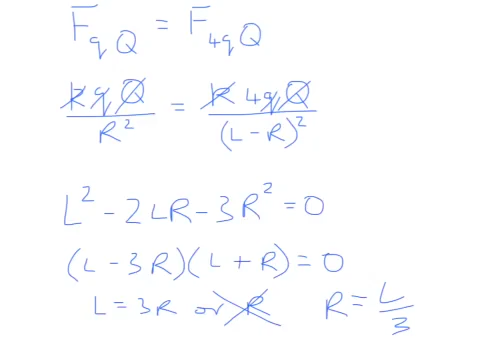 F_qQ = F_4qQ
kqQ/R² = k4qQ/(L-R)²
L² - 2LR - 3R² = 0
(L - 3R)(L + R) = 0
L = 3R or R R = L/3